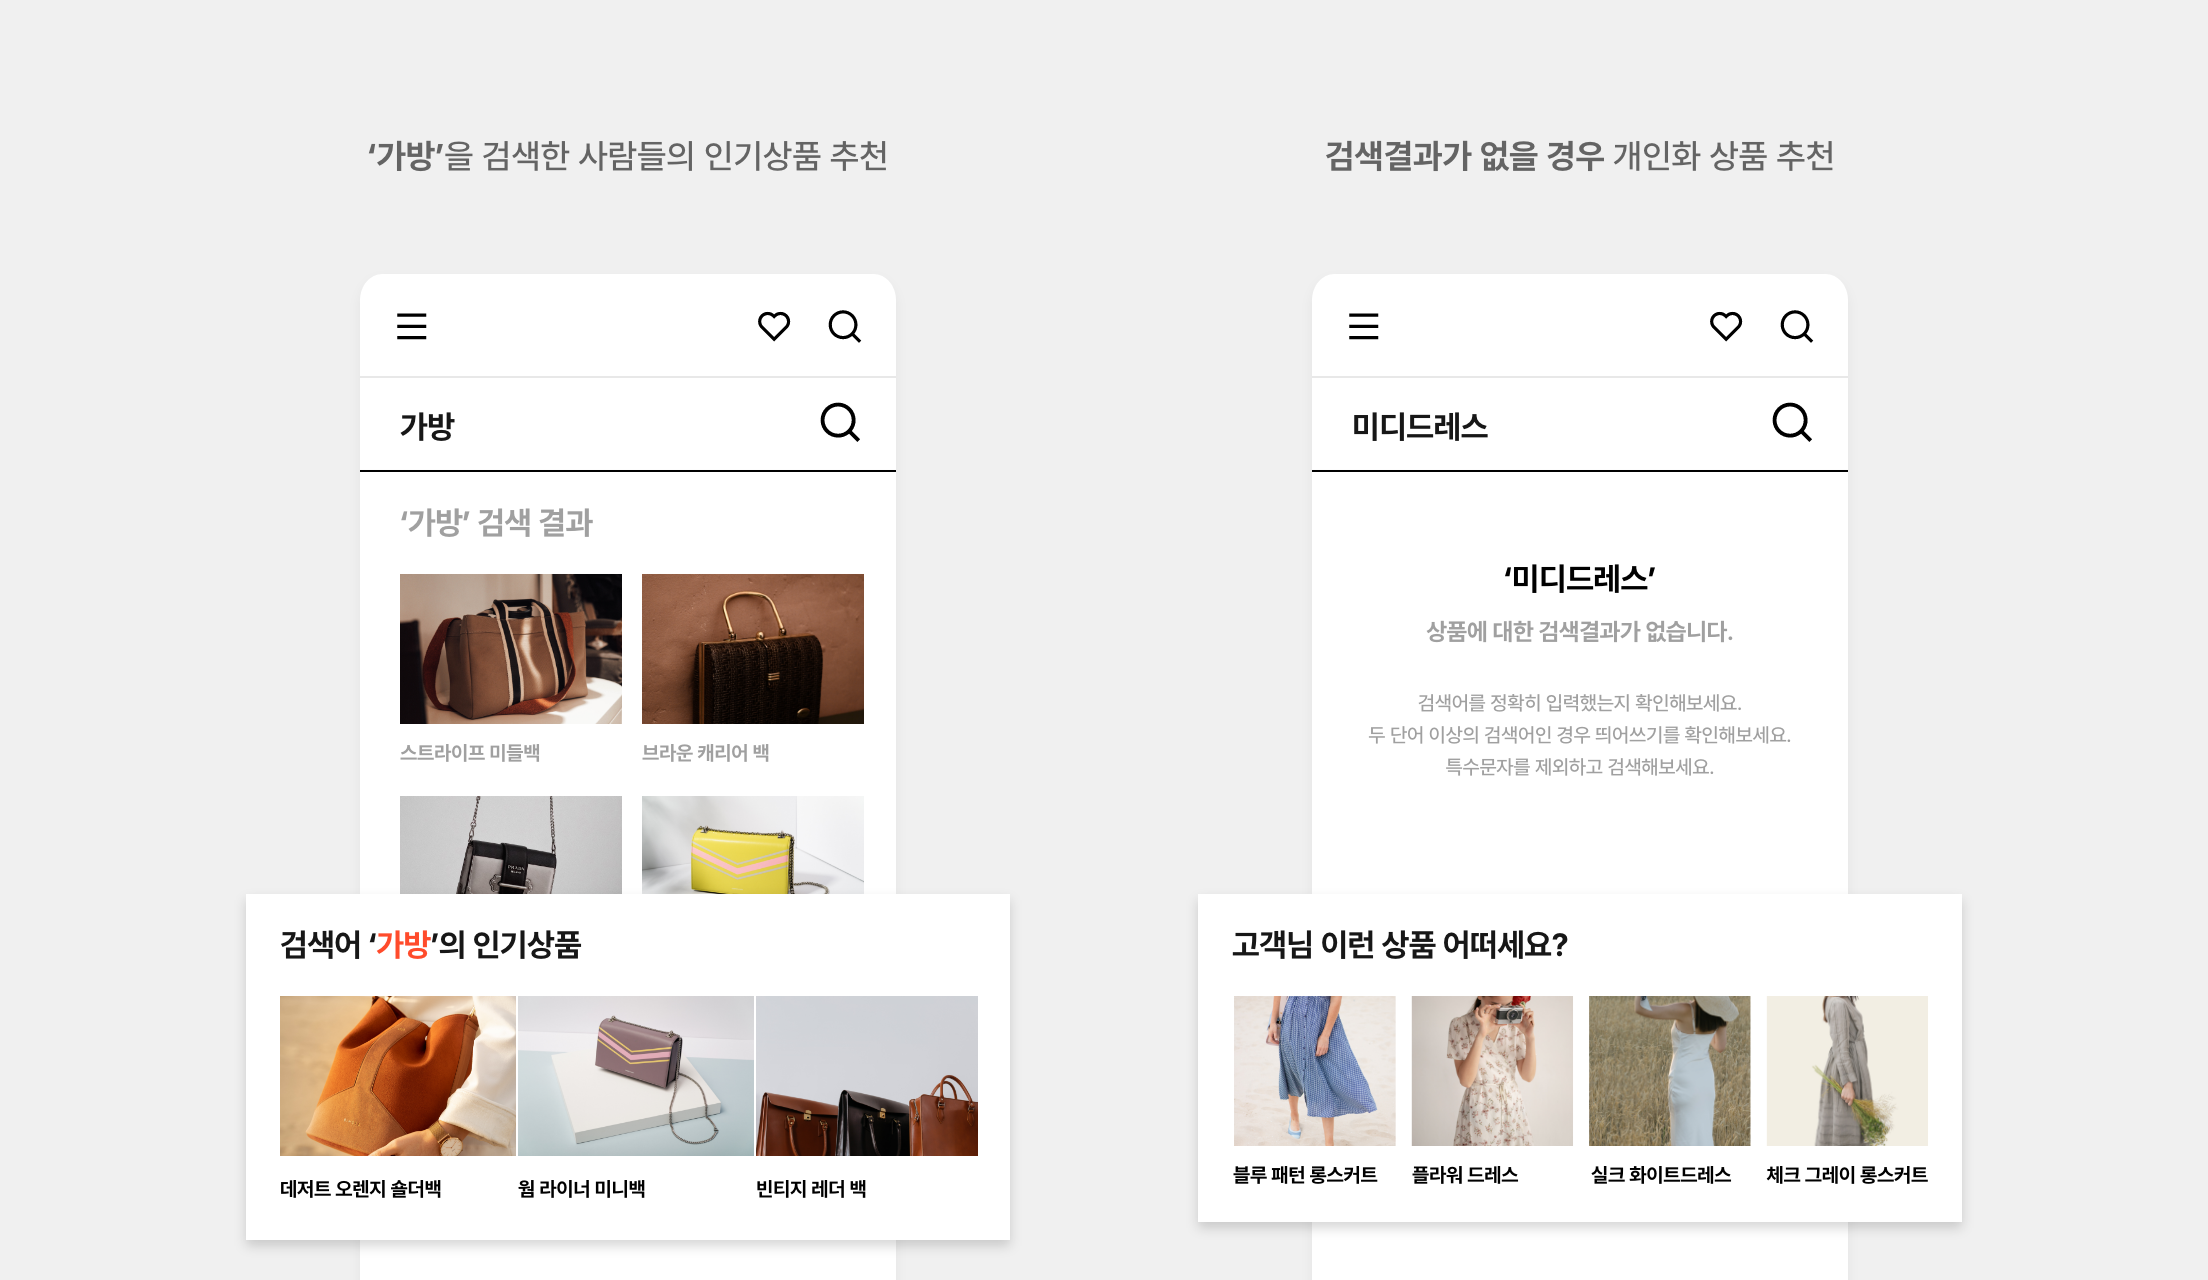 ‘가방’을 검색한 사람들의 인기상품 추천
가방
‘가방’ 검색 결과
스트라이프 미들백
브라운 캐리어 백
PRADA
검색어 ‘가방’의 인기상품
데저트 오렌지 숄더백
웜 라이너 미니백
빈티지 레더 백
검색결과가 없을 경우 개인화 상품 추천
미디드레스
‘미디드레스’
상품에 대한 검색결과가 없습니다.
검색어를 정확히 입력했는지 확인해보세요.
두 단어 이상의 검색어인 경우 띄어쓰기를 확인해보세요.
특수문자를 제외하고 검색해보세요.
고객님 이런 상품 어떠세요?
블루 패턴 롱스커트
플라워 드레스
실크 화이트드레스
체크 그레이 롱스커트